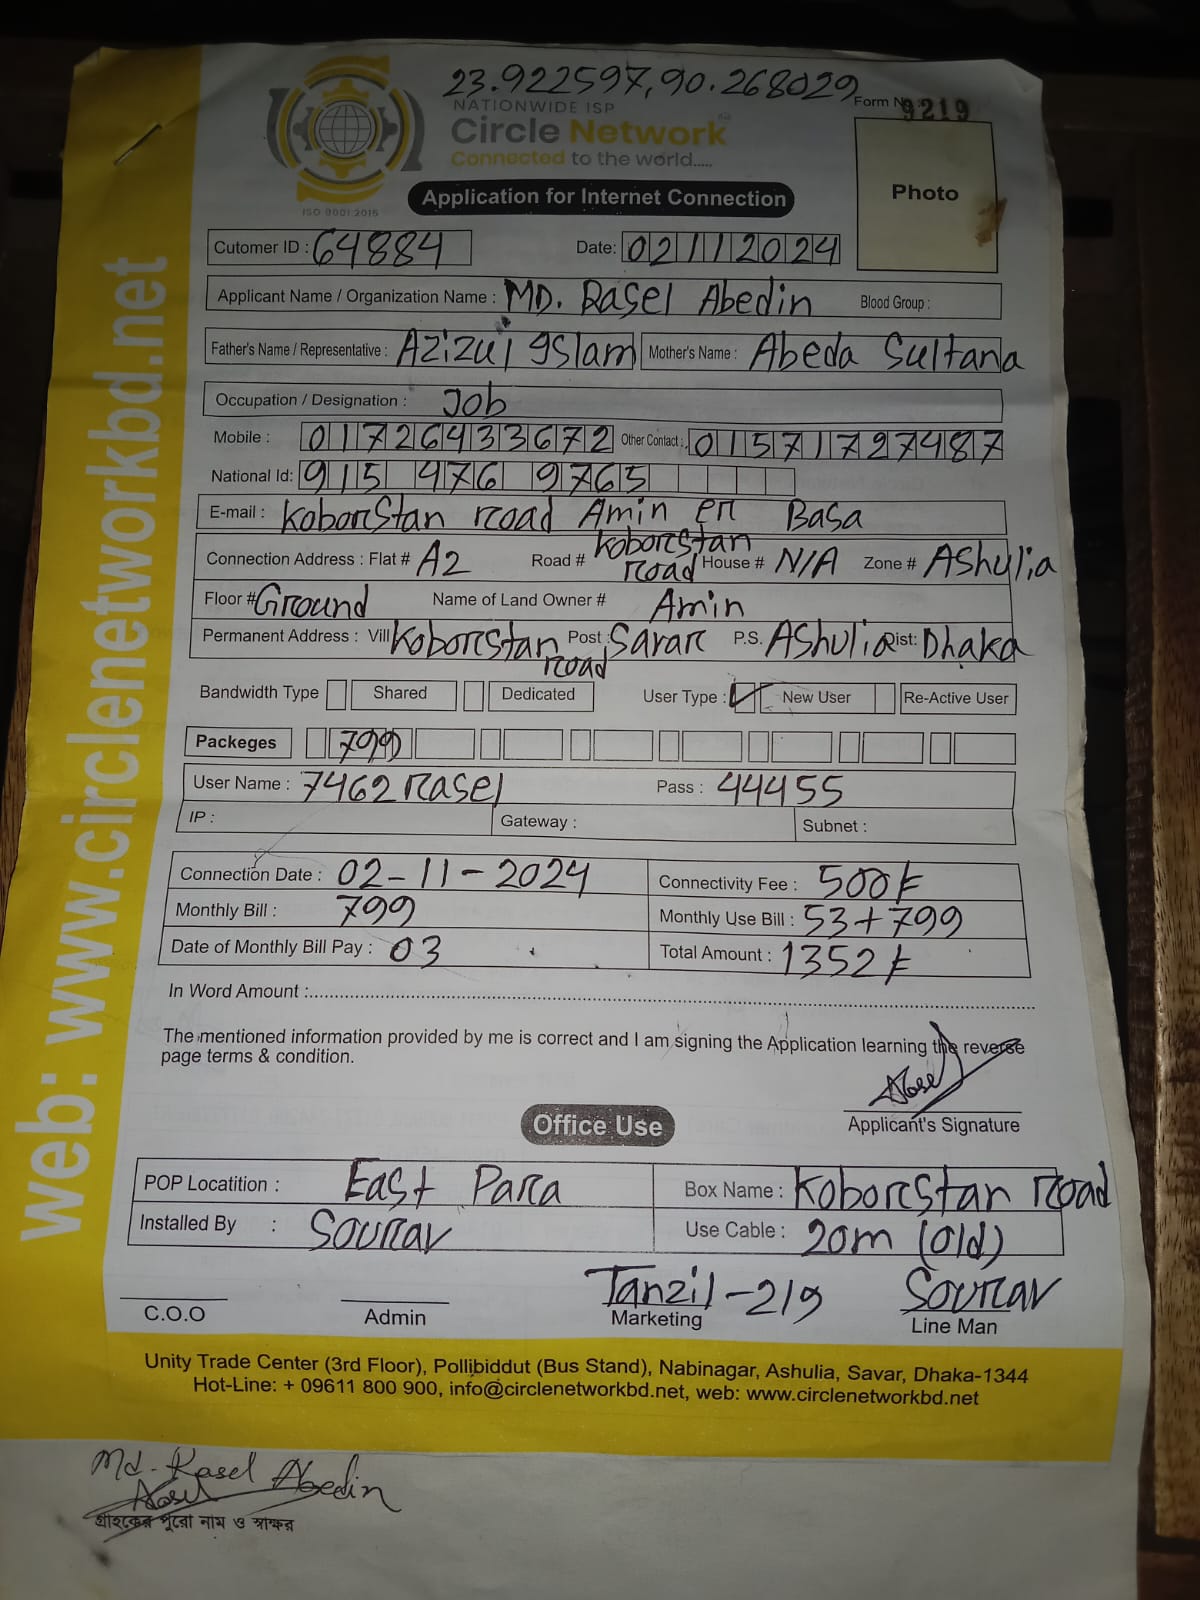 23.922597,90.268029
NATIONWIDE ISP
Form No 9219
Circle Network
Connected to the world.....
ISO 9001:2015
Application for Internet Connection
Photo
Cutomer ID : 64884 Date: 02/11/2024
Applicant Name / Organization Name : MD. Rasel Abedin Blood Group :
Father's Name / Representative : Azizul Islam Mother's Name : Abeda Sultana
Occupation / Designation : Job
Mobile : 01726433672 Other Contact : 01571727487
National Id: 915 476 9765
E-mail : Koborstan road Amin er Basa
Connection Address : Flat # A2 Road # Koborstan road House # N/A Zone # Ashulia
Floor # Ground Name of Land Owner # Amin
Permanent Address : Vill Koborstan road Post : Savar P.S. Ashulia Dist: Dhaka
Bandwidth Type Shared Dedicated User Type : ✓ New User Re-Active User
Packeges 799
User Name : 7462rasel Pass : 44455
IP : Gateway : Subnet :
Connection Date : 02-11-2024 Connectivity Fee : 500৳
Monthly Bill : 799 Monthly Use Bill : 53+799
Date of Monthly Bill Pay : 03 Total Amount : 1352৳
In Word Amount :
The mentioned information provided by me is correct and I am signing the Application learning the reverse
page terms & condition.
Rasel
Applicant's Signature
Office Use
POP Locatition : East Para Box Name : Koborstan road
Installed By : Sourav Use Cable : 20m (old)
Tanzil-219 Sourav
C.O.O Admin Marketing Line Man
Unity Trade Center (3rd Floor), Pollibiddut (Bus Stand), Nabinagar, Ashulia, Savar, Dhaka-1344
Hot-Line: + 09611 800 900, info@circlenetworkbd.net, web: www.circlenetworkbd.net
web: www.circlenetworkbd.net
Md. Rasel Abedin
Rasel
গ্রাহকের পুরো নাম ও স্বাক্ষর